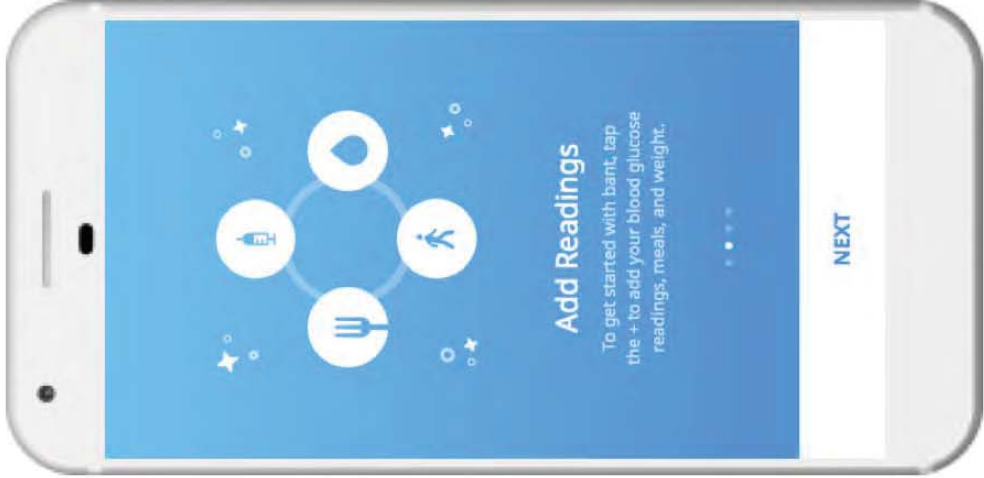 Add Readings
To get started with bant, tap
the + to add your blood glucose
readings, meals, and weight.
NEXT